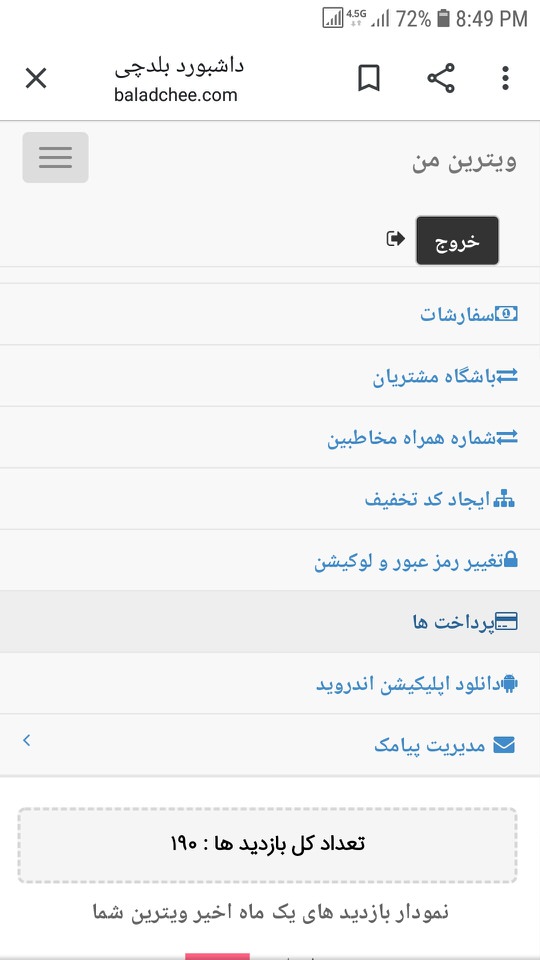 4.5G 72% 8:49 PM
داشبورد بلدچی
baladchee.com
ویترین من
خروج
سفارشات
باشگاه مشتریان
شماره همراه مخاطبین
ایجاد کد تخفیف
تغییر رمز عبور و لوکیشن
پرداخت ها
دانلود اپلیکیشن اندروید
مدیریت پیامک
تعداد کل بازدید ها : ۱۹۰
نمودار بازدید های یک ماه اخیر ویترین شما